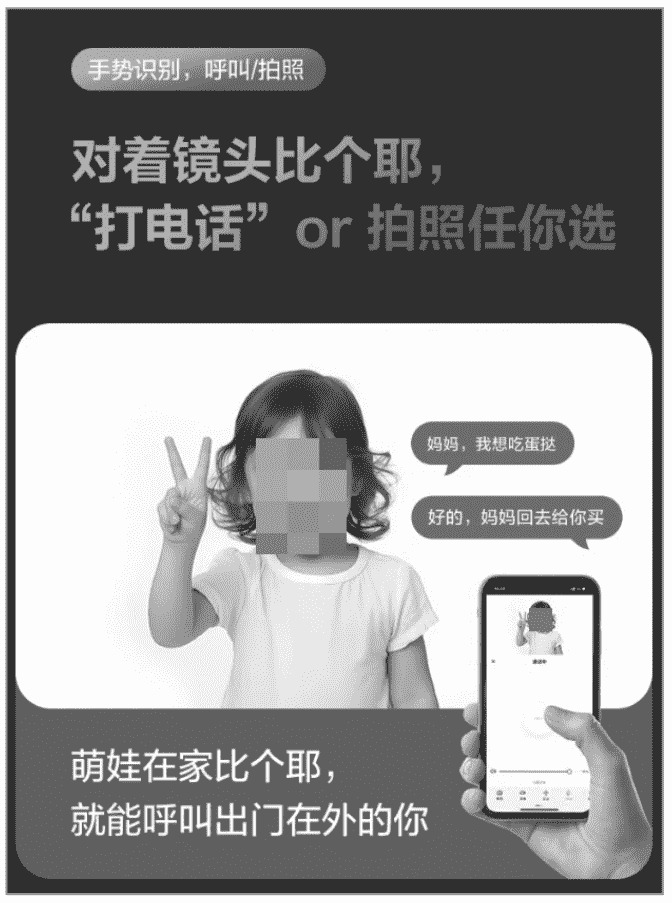 手势识别，呼叫/拍照
对着镜头比个耶，
“打电话”or 拍照任你选
妈妈，我想吃蛋挞
好的，妈妈回去给你买
萌娃在家比个耶，
就能呼叫出门在外的你